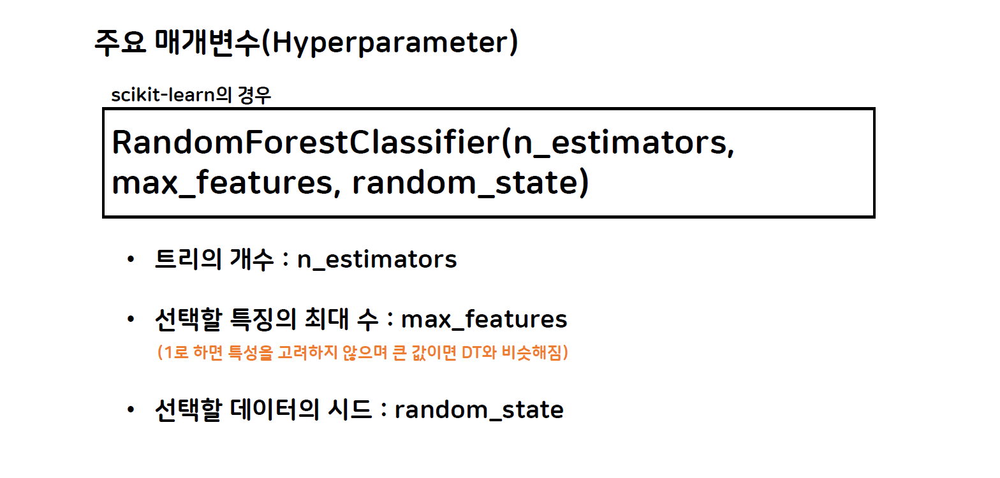 주요 매개변수(Hyperparameter)
scikit-learn의 경우
RandomForestClassifier(n_estimators,
max_features, random_state)
• 트리의 개수 : n_estimators
• 선택할 특징의 최대 수 : max_features
(1로 하면 특성을 고려하지 않으며 큰 값이면 DT와 비슷해짐)
• 선택할 데이터의 시드 : random_state